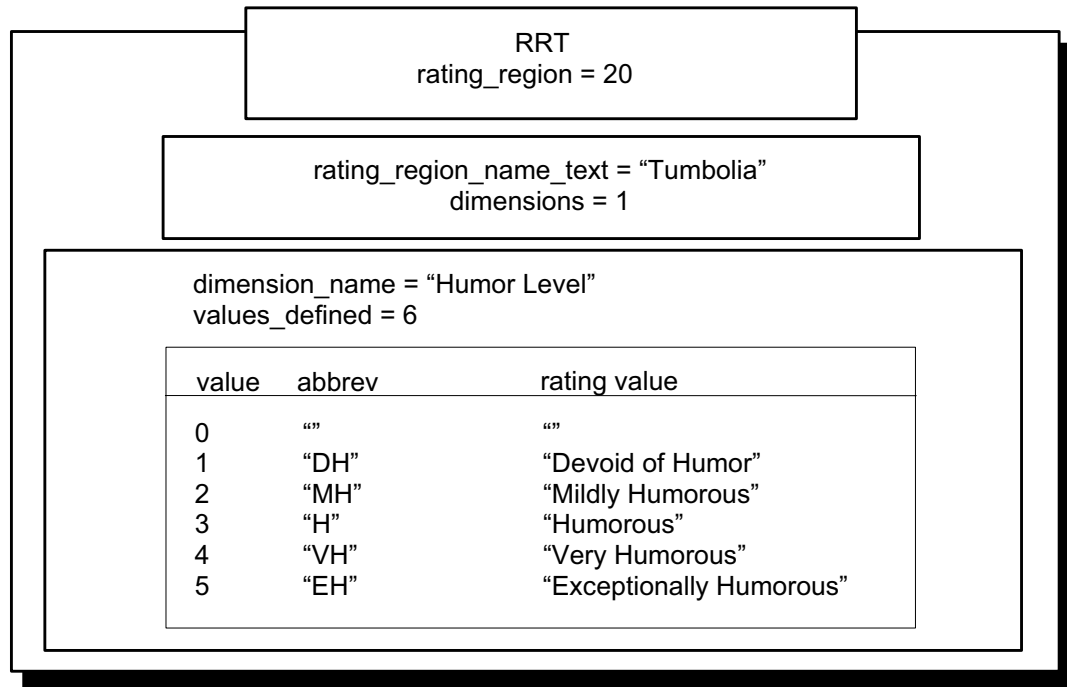 RRT
rating_region = 20
rating_region_name_text = “Tumbolia”
dimensions = 1
dimension_name = “Humor Level”
values_defined = 6
value abbrev rating value
0 “” “”
1 “DH” “Devoid of Humor”
2 “MH” “Mildly Humorous”
3 “H” “Humorous”
4 “VH” “Very Humorous”
5 “EH” “Exceptionally Humorous”